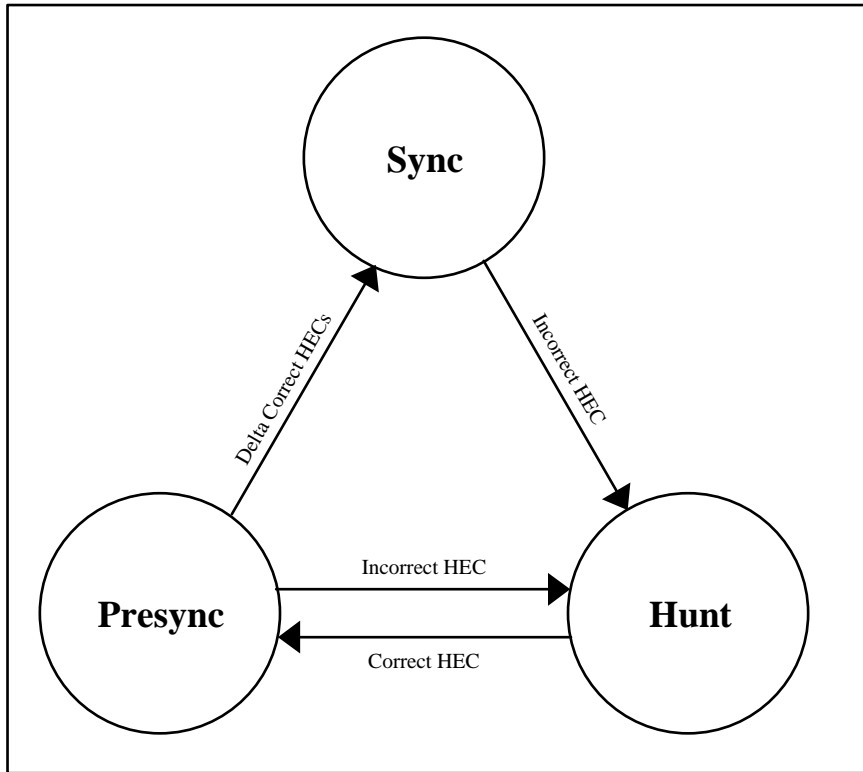 Sync
Delta Correct HECs
Incorrect HEC
Incorrect HEC
Presync
Hunt
Correct HEC